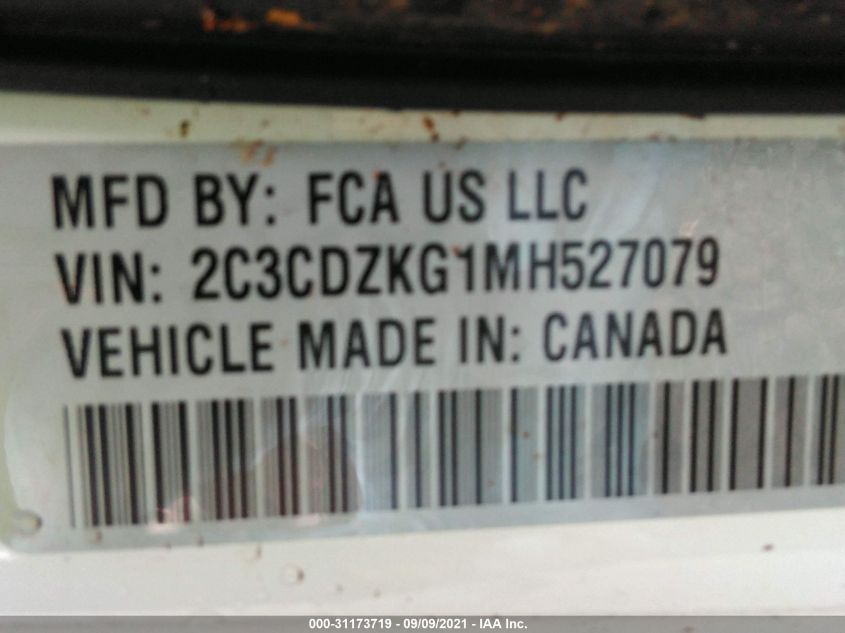 MFD BY: FCA US LLC
VIN: 2C3CDZKG1MH527079
VEHICLE MADE IN: CANADA
000-31173719 - 09/09/2021 - IAA Inc.